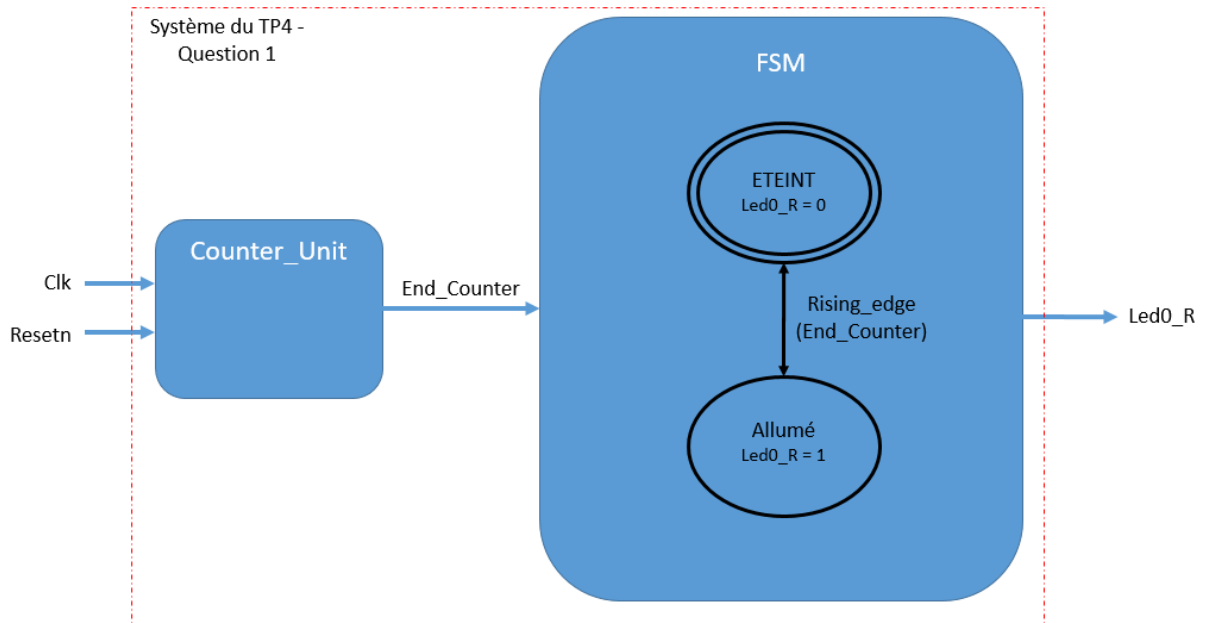 Système du TP4 -
Question 1
FSM
ETEINT
Led0_R = 0
Counter_Unit
Clk
End_Counter
Rising_edge
(End_Counter)
Led0_R
Resetn
Allumé
Led0_R = 1